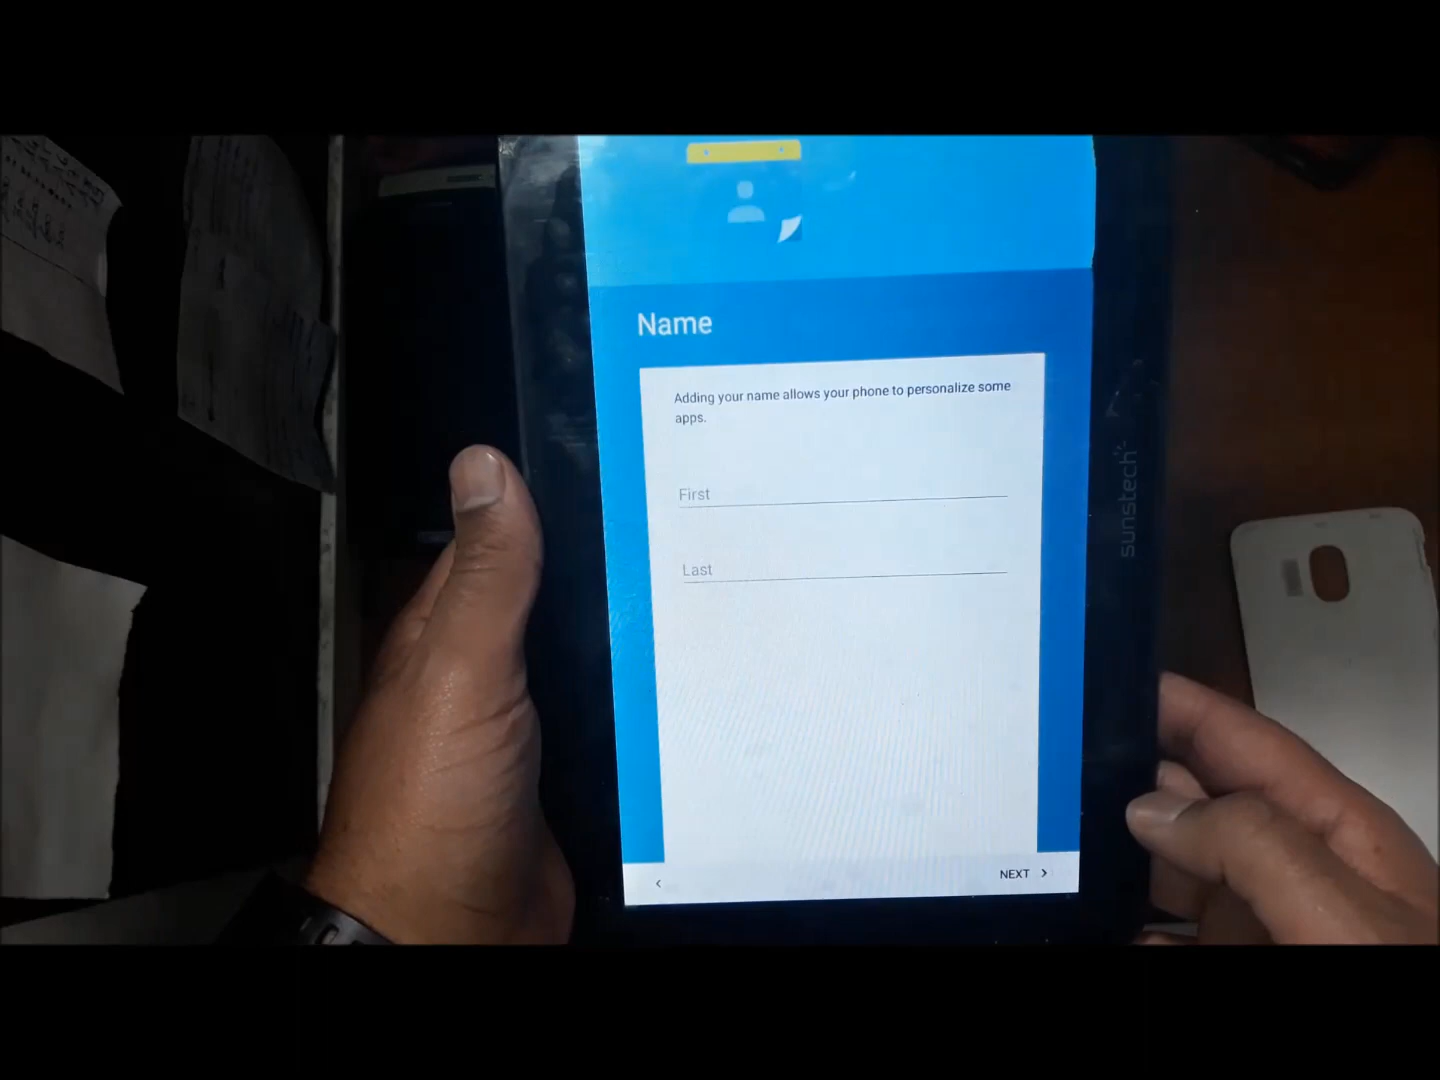 Name
Adding your name allows your phone to personalize some
apps.
First
Last
NEXT
sunstech